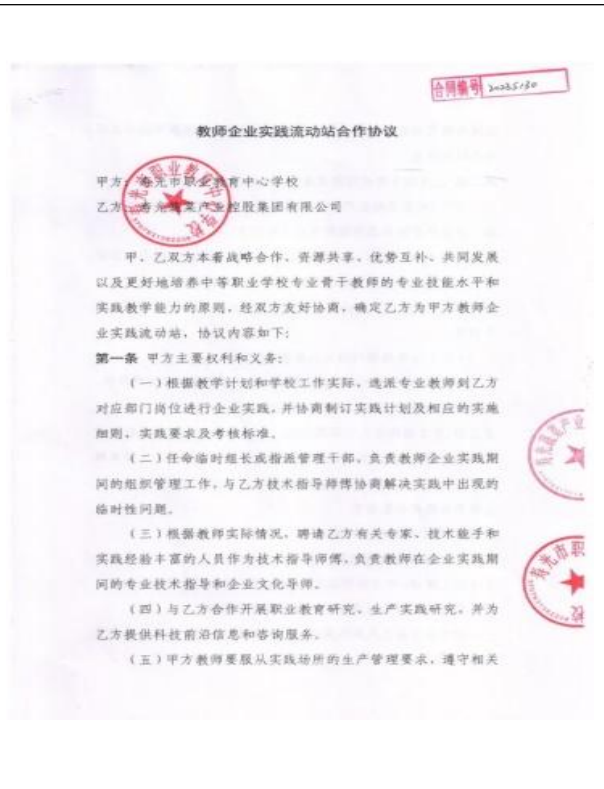 合同编号 20235130
教师企业实践流动站合作协议
甲方：寿光市职业教育中心学校
乙方：寿光蔬菜产业控股集团有限公司
甲、乙双方本着战略合作、资源共享、优势互补、共同发展
以及更好地培养中等职业学校专业骨干教师的专业技能水平和
实践教学能力的原则，经双方友好协商，确定乙方为甲方教师企
业实践流动站，协议内容如下：
第一条 甲方主要权利和义务：
（一）根据教学计划和学校工作实际，选派专业教师到乙方
对应部门岗位进行企业实践，并协商制订实践计划及相应的实施
细则、实践要求及考核标准。
（二）任命临时组长或指派管理干部，负责教师企业实践期
间的组织管理工作，与乙方技术指导师傅协商解决实践中出现的
临时性问题。
（三）根据教师实际情况，聘请乙方有关专家、技术能手和
实践经验丰富的人员作为技术指导师傅，负责教师在企业实践期
间的专业技术指导和企业文化导师。
（四）与乙方合作开展职业教育研究、生产实践研究，并为
乙方提供科技前沿信息和咨询服务。
（五）甲方教师要服从实践场所的生产管理要求，遵守相关